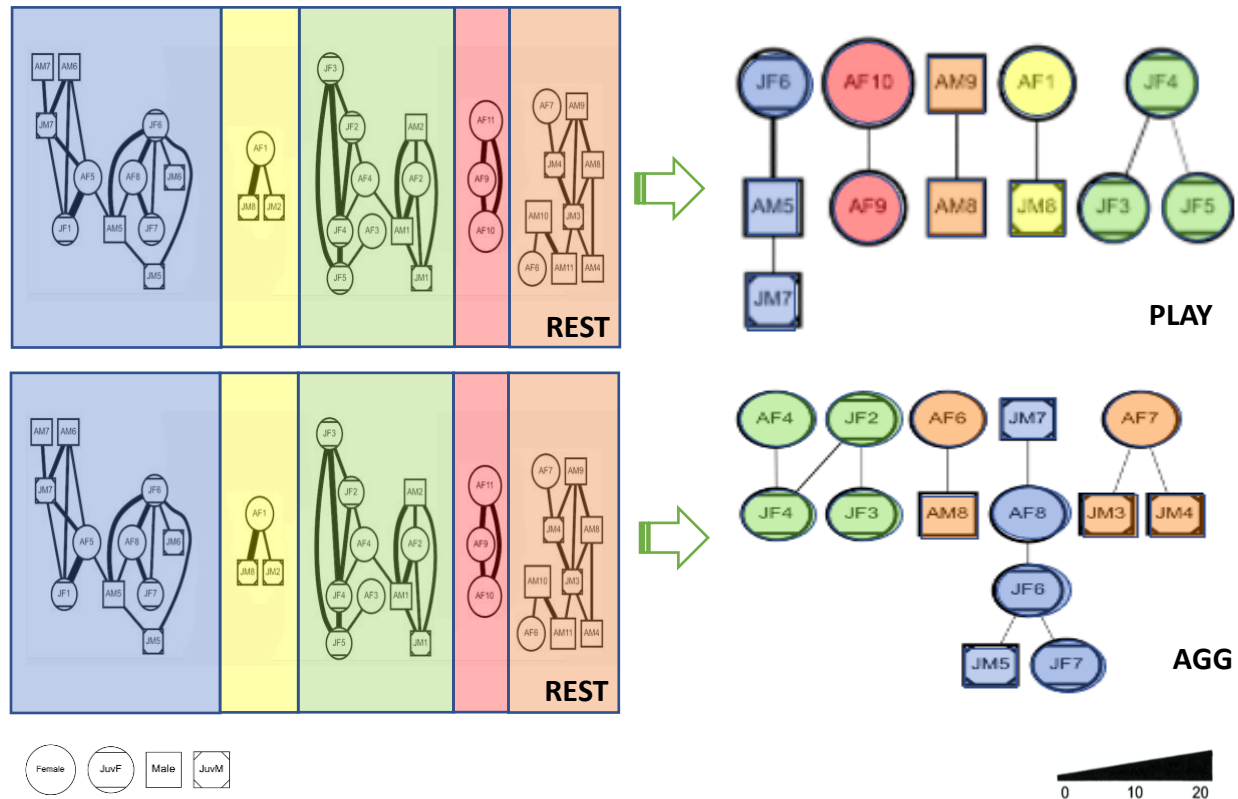 AM7 AM6
JM7
JF6
AF5 AF8 JM6
JF1 AM5 JF7
JM5
AF1
JM8 JM2
JF3
JF2 AM2
AF4 AF2
JF4 AF3 AM1
JF5 JM1
AF11
AF9
AF10
AF7 AM9
JM4 AM8
AM10 JM3
AF6 AM11 AM4
REST
JF6 AF10 AM9 AF1 JF4
AM5 AF9 AM8 JM8 JF3 JF5
JM7
PLAY
AM7 AM6
JM7
JF6
AF5 AF8 JM6
JF1 AM5 JF7
JM5
AF1
JM8 JM2
JF3
JF2 AM2
AF4 AF2
JF4 AF3 AM1
JF5 JM1
AF11
AF9
AF10
AF7 AM9
JM4 AM8
AM10 JM3
AF6 AM11 AM4
REST
AF4 JF2 AF6 JM7 AF7
JF4 JF3 AM8 AF8 JM3 JM4
JF6
JM5 JF7
AGG
Female JuvF Male JuvM
0 10 20